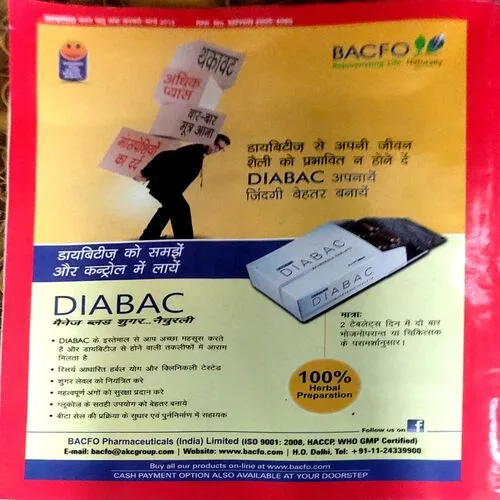 BACFO
Rejuvenating Life, Naturally
थकावट
अधिक
प्यास
बार-बार
मूत्र आना
मांसपेशियों
का दर्द
डायबिटीज़ से अपनी जीवन
शैली को प्रभावित न होने दें
DIABAC अपनायें
जिंदगी बेहतर बनायें
डायबिटीज़ को समझें
और कन्ट्रोल में लायें
DIABAC
DIABAC
मैनेज ब्लड शुगर...नैचुरली
DIABAC के इस्तेमाल से आप अच्छा महसूस करते
है और डायबिटीज से होने वाली तकलीफों में आराम
मिलता है
रिसर्च आधारित हर्बल योग और क्लिनिकली टेस्टेड
शुगर लेवल को नियंत्रित करे
महत्वपूर्ण अंगों को सुरक्षा प्रदान करे
ग्लूकोज के सतही उपयोग को बेहतर बनाये
बीटा सेल की प्रक्रिया के सुधार एवं पुर्ननिर्माण में सहायक
मात्राः
2 टेबलेट्स दिन में दो बार
भोजनोपरान्त या चिकित्सक
के परामर्शानुसार।
100%
Herbal
Preparation
Follow us on f
BACFO Pharmaceuticals (India) Limited (ISO 9001: 2008, HACCP, WHO GMP Certified)
E-mail: bacfo@akcgroup.com | Website: www.bacfo.com | H.O. Delhi, Tel: +91-11-24339900
Buy all our products on-line at www.bacfo.com
CASH PAYMENT OPTION ALSO AVAILABLE AT YOUR DOORSTEP